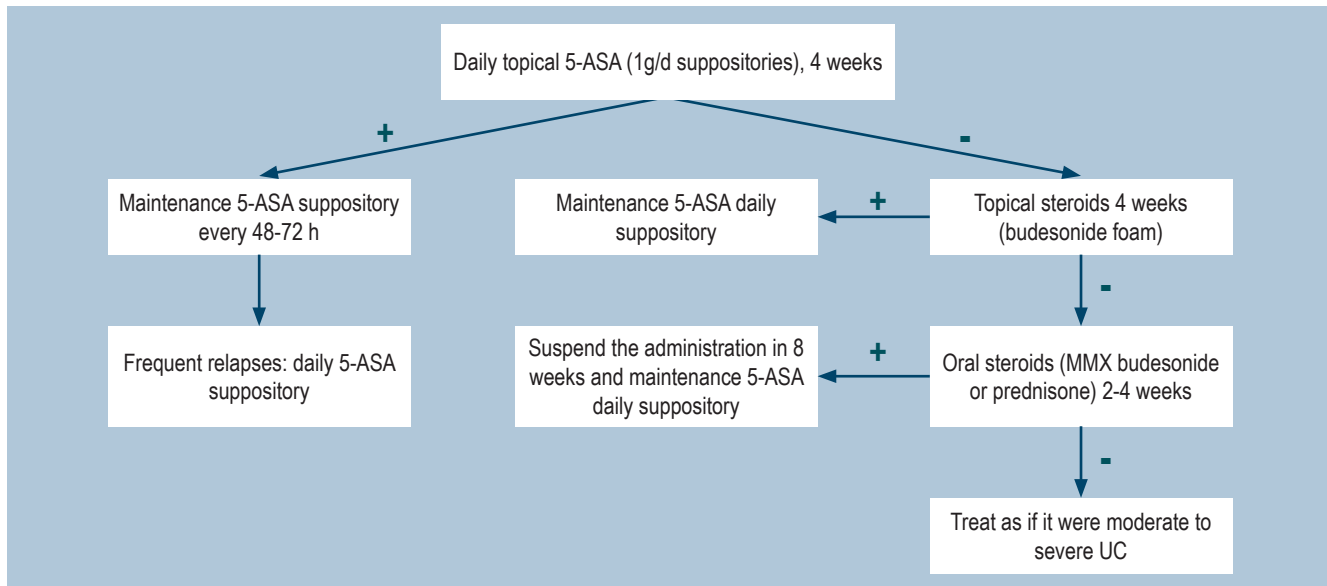 Daily topical 5-ASA (1g/d suppositories), 4 weeks
+
-
Maintenance 5-ASA suppository
every 48-72 h
Maintenance 5-ASA daily
suppository
+
Topical steroids 4 weeks
(budesonide foam)
-
Frequent relapses: daily 5-ASA
suppository
Suspend the administration in 8
weeks and maintenance 5-ASA
daily suppository
+
Oral steroids (MMX budesonide
or prednisone) 2-4 weeks
-
Treat as if it were moderate to
severe UC